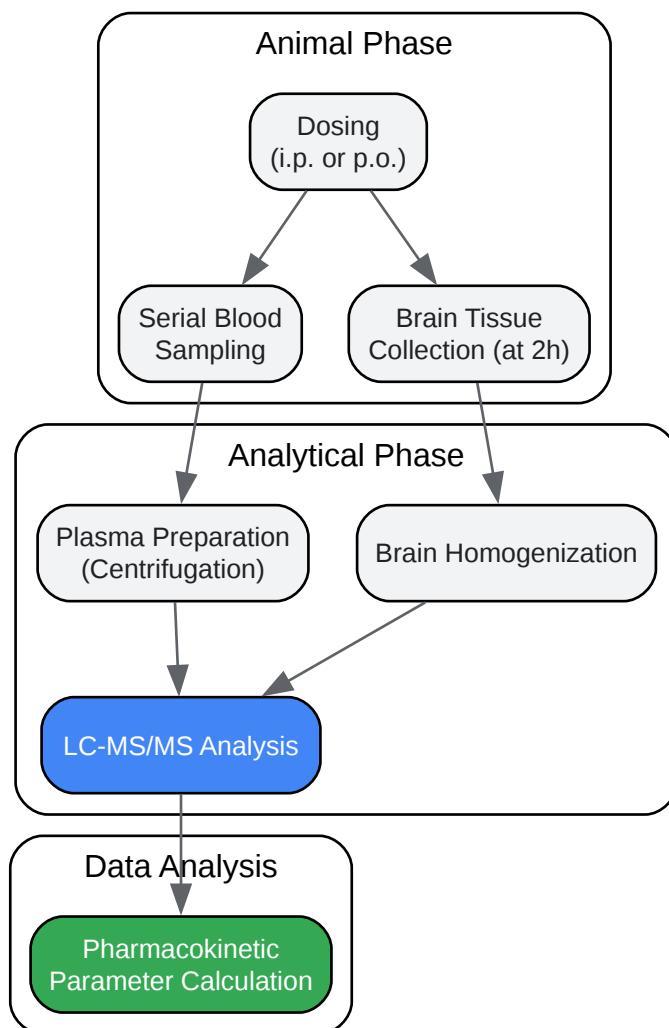 Animal Phase
Dosing
(i.p. or p.o.)
Serial Blood
Sampling
Brain Tissue
Collection (at 2h)
Analytical Phase
Plasma Preparation
(Centrifugation)
Brain Homogenization
LC-MS/MS Analysis
Data Analysis
Pharmacokinetic
Parameter Calculation